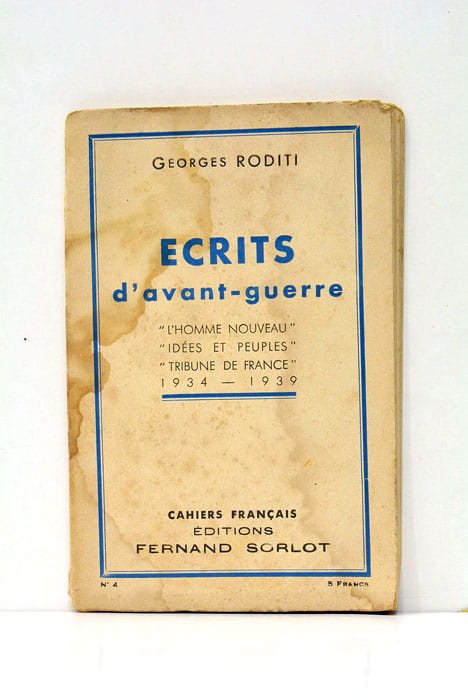 GEORGES RODITI
ECRITS
d'avant-guerre
"L'HOMME NOUVEAU"
"IDÉES ET PEUPLES"
"TRIBUNE DE FRANCE"
1934 — 1939
CAHIERS FRANÇAIS
ÉDITIONS
FERNAND SORLOT
N° 4 5 FRANCS